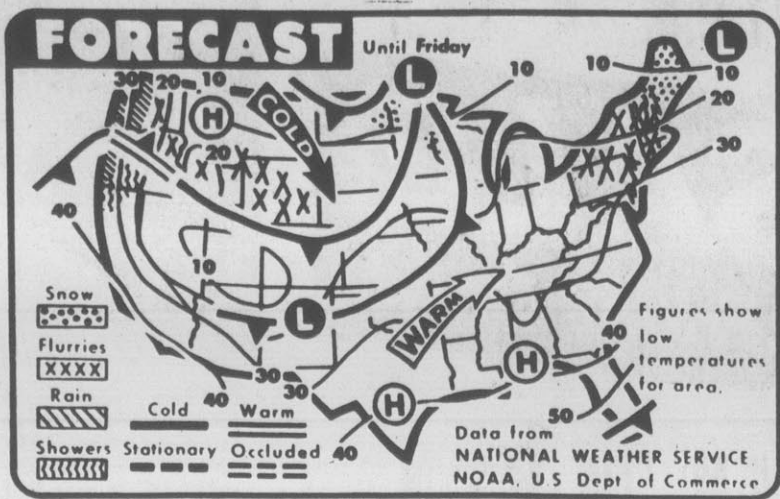 FORECAST Until Friday
L
L
10 10 10
30 20 10
H
COLD
20
20
30
40
10
L
WARM
Snow
Flurries
XXXX
Rain
Showers
Cold Warm
Stationary Occluded
30
30
40
40
H
H
40
50
Figures show
low
temperatures
for area.
Data from
NATIONAL WEATHER SERVICE,
NOAA, U.S Dept of Commerce